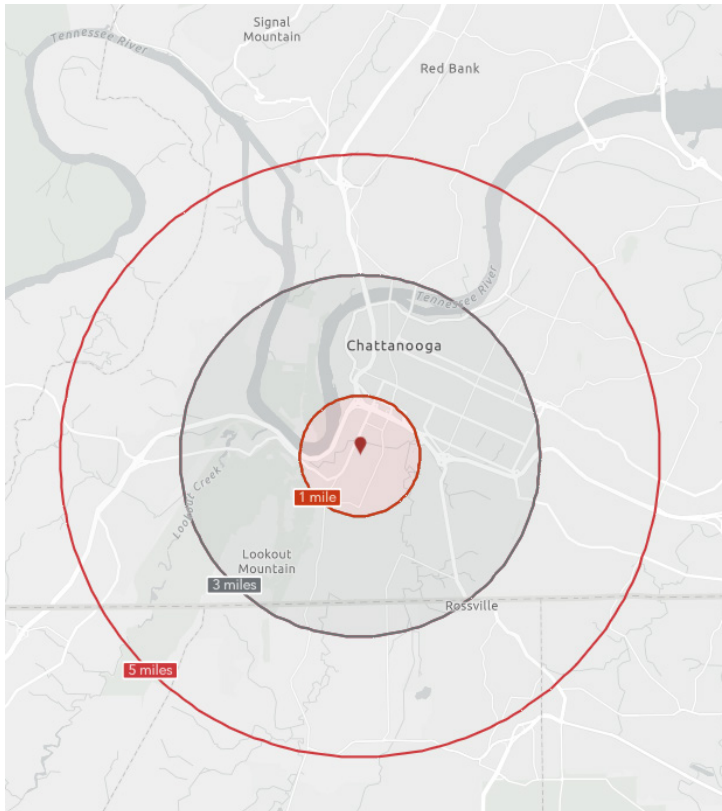 Signal
Mountain
Tennessee River
Red Bank
Tennessee River
Chattanooga
1 mile
Lookout Creek
Lookout
Mountain
3 miles
Rossville
5 miles